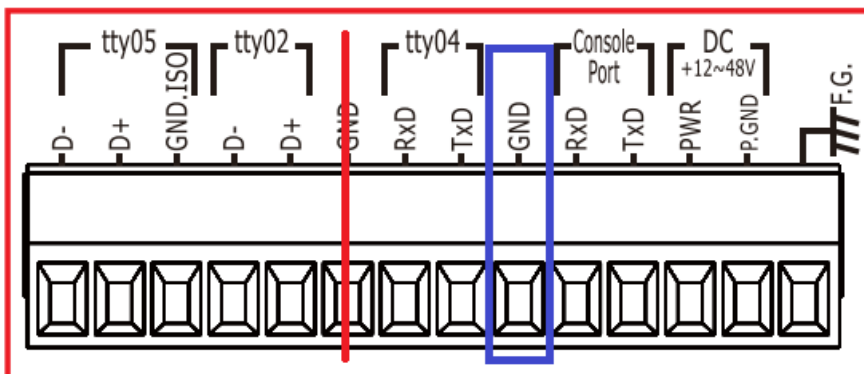 tty05 tty02 tty04 Console Port DC +12~48V
D- D+ GND.ISO D- D+ GND RxD TxD GND RxD TxD PWR P.GND F.G.